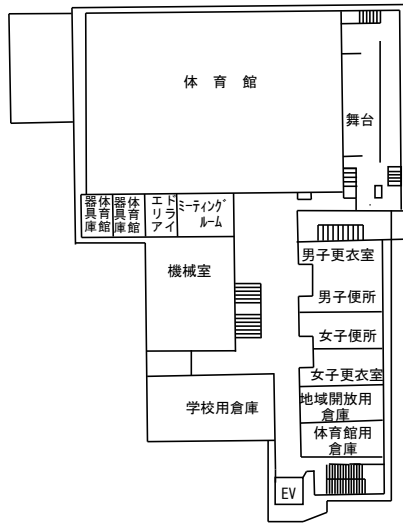 体 育 館
舞台
体育館
器具庫
体育館
器具庫
ドライ
エリア
ミーティング
ルーム
男子更衣室
機械室
男子便所
女子便所
女子更衣室
地域開放用
倉庫
学校用倉庫
体育館用
倉庫
EV